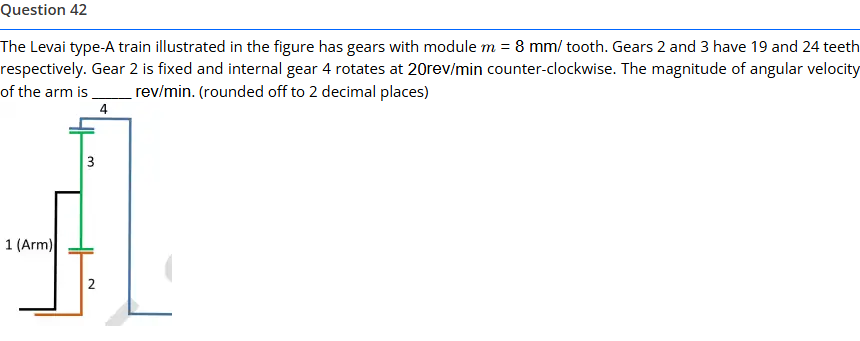 Question 42
The Levai type-A train illustrated in the figure has gears with module m = 8 mm/ tooth. Gears 2 and 3 have 19 and 24 teeth
respectively. Gear 2 is fixed and internal gear 4 rotates at 20rev/min counter-clockwise. The magnitude of angular velocity
of the arm is _____ rev/min. (rounded off to 2 decimal places)
4
3
1 (Arm)
2